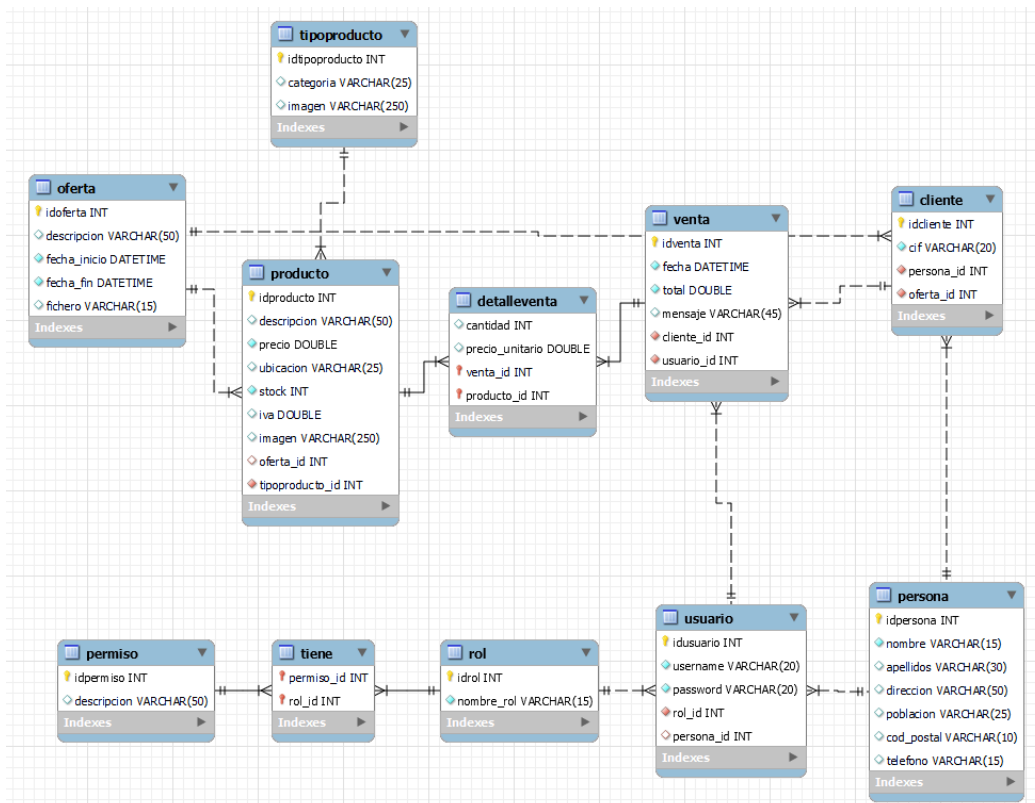 tipoproducto
idtipoproducto INT
categoria VARCHAR(25)
imagen VARCHAR(250)
Indexes
oferta
idoferta INT
descripcion VARCHAR(50)
fecha_inicio DATETIME
fecha_fin DATETIME
fichero VARCHAR(15)
Indexes
producto
idproducto INT
descripcion VARCHAR(50)
precio DOUBLE
ubicacion VARCHAR(25)
stock INT
iva DOUBLE
imagen VARCHAR(250)
oferta_id INT
tipoproducto_id INT
Indexes
detalleventa
cantidad INT
precio_unitario DOUBLE
venta_id INT
producto_id INT
Indexes
venta
idventa INT
fecha DATETIME
total DOUBLE
mensaje VARCHAR(45)
cliente_id INT
usuario_id INT
Indexes
cliente
idcliente INT
cif VARCHAR(20)
persona_id INT
oferta_id INT
Indexes
permiso
idpermiso INT
descripcion VARCHAR(50)
Indexes
tiene
permiso_id INT
rol_id INT
Indexes
rol
idrol INT
nombre_rol VARCHAR(15)
Indexes
usuario
idusuario INT
username VARCHAR(20)
password VARCHAR(20)
rol_id INT
persona_id INT
Indexes
persona
idpersona INT
nombre VARCHAR(15)
apellidos VARCHAR(30)
direccion VARCHAR(50)
poblacion VARCHAR(25)
cod_postal VARCHAR(10)
telefono VARCHAR(15)
Indexes